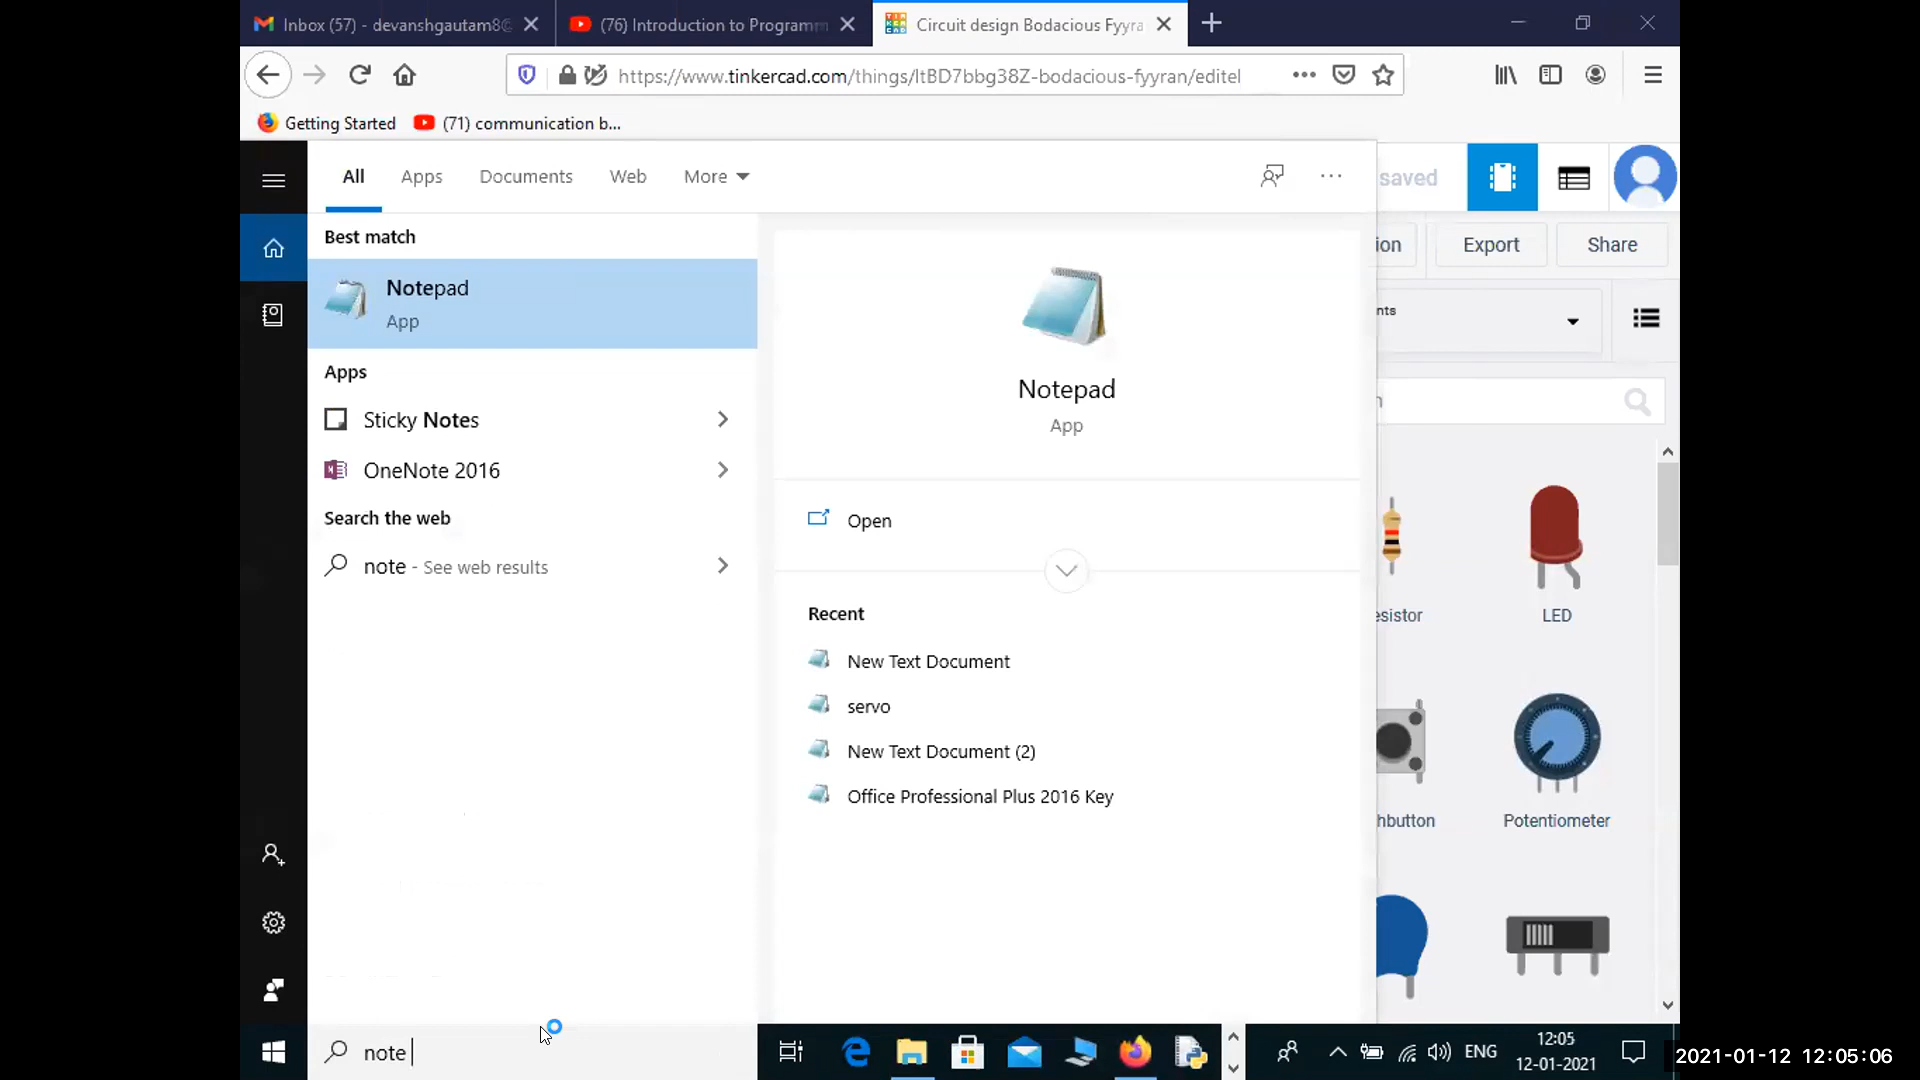 Inbox (57) - devanshgautam8@
(76) Introduction to Programm
Circuit design Bodacious Fyyra
https://www.tinkercad.com/things/ltBD7bbg38Z-bodacious-fyyran/editel
Getting Started
(71) communication b...
All
Apps
Documents
Web
More
saved
Best match
ion
Export
Share
Notepad
App
nts
Apps
Notepad
App
n
Sticky Notes
OneNote 2016
Search the web
Open
note - See web results
Recent
esistor
LED
New Text Document
servo
New Text Document (2)
Office Professional Plus 2016 Key
hbutton
Potentiometer
note
ENG
12:05
12-01-2021
2021-01-12 12:05:06